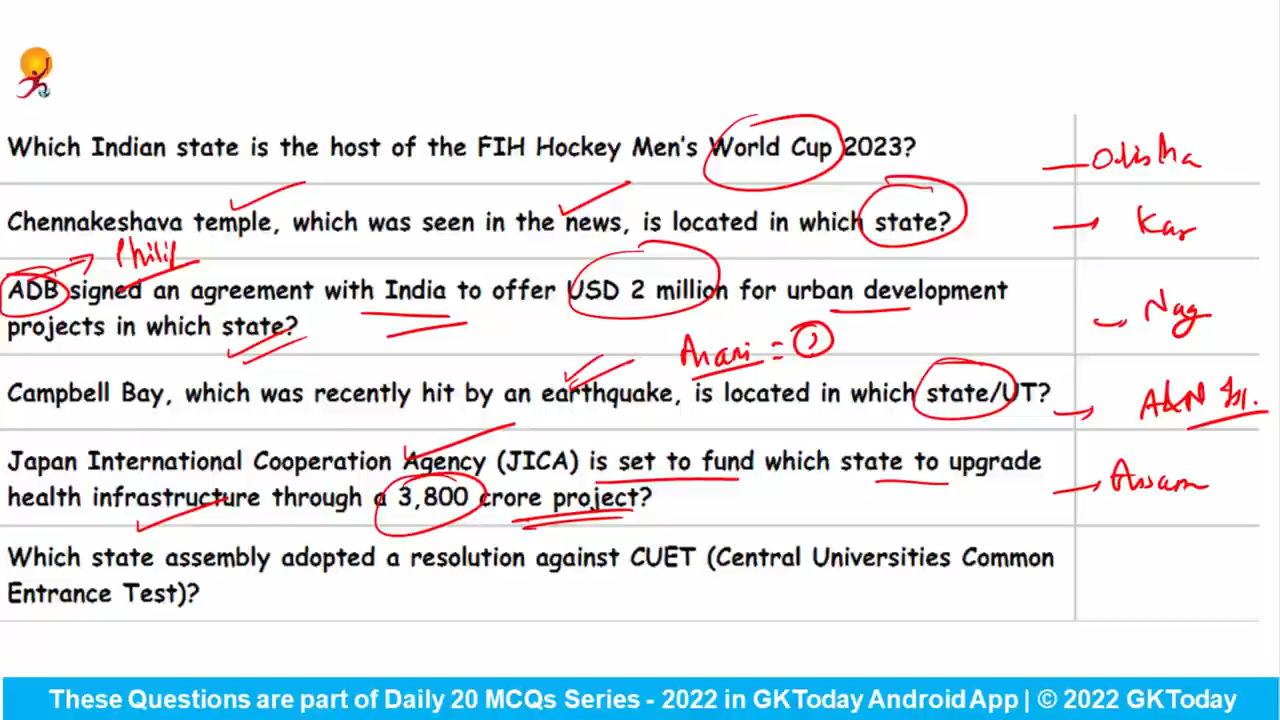 Which Indian state is the host of the FIH Hockey Men's World Cup 2023?
Odisha
Chennakeshava temple, which was seen in the news, is located in which state?
Kar
Philip
ADB signed an agreement with India to offer USD 2 million for urban development
projects in which state?
Nag
Campbell Bay, which was recently hit by an earthquake, is located in which state/UT?
A&N Isl.
Japan International Cooperation Agency (JICA) is set to fund which state to upgrade
health infrastructure through a 3,800 crore project?
Assam
Which state assembly adopted a resolution against CUET (Central Universities Common
Entrance Test)?
These Questions are part of Daily 20 MCQs Series - 2022 in GKToday Android App | © 2022 GKToday